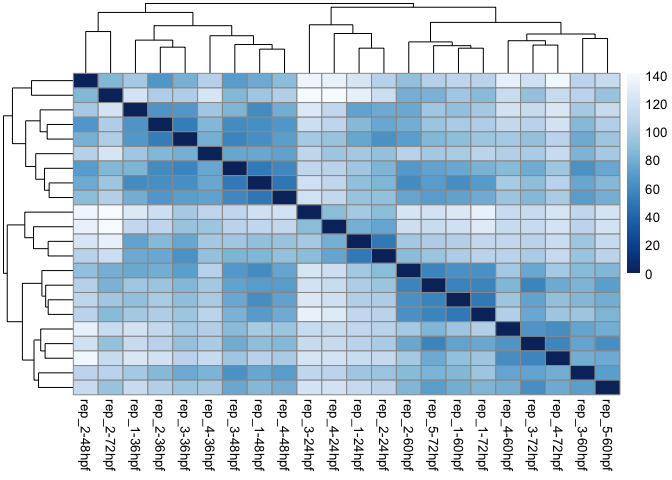 140
120
100
80
60
40
20
0
rep_2-48hpf
rep_2-72hpf
rep_1-36hpf
rep_2-36hpf
rep_3-36hpf
rep_4-36hpf
rep_3-48hpf
rep_1-48hpf
rep_4-48hpf
rep_3-24hpf
rep_4-24hpf
rep_1-24hpf
rep_2-24hpf
rep_2-60hpf
rep_5-72hpf
rep_1-60hpf
rep_1-72hpf
rep_4-60hpf
rep_3-72hpf
rep_4-72hpf
rep_3-60hpf
rep_5-60hpf